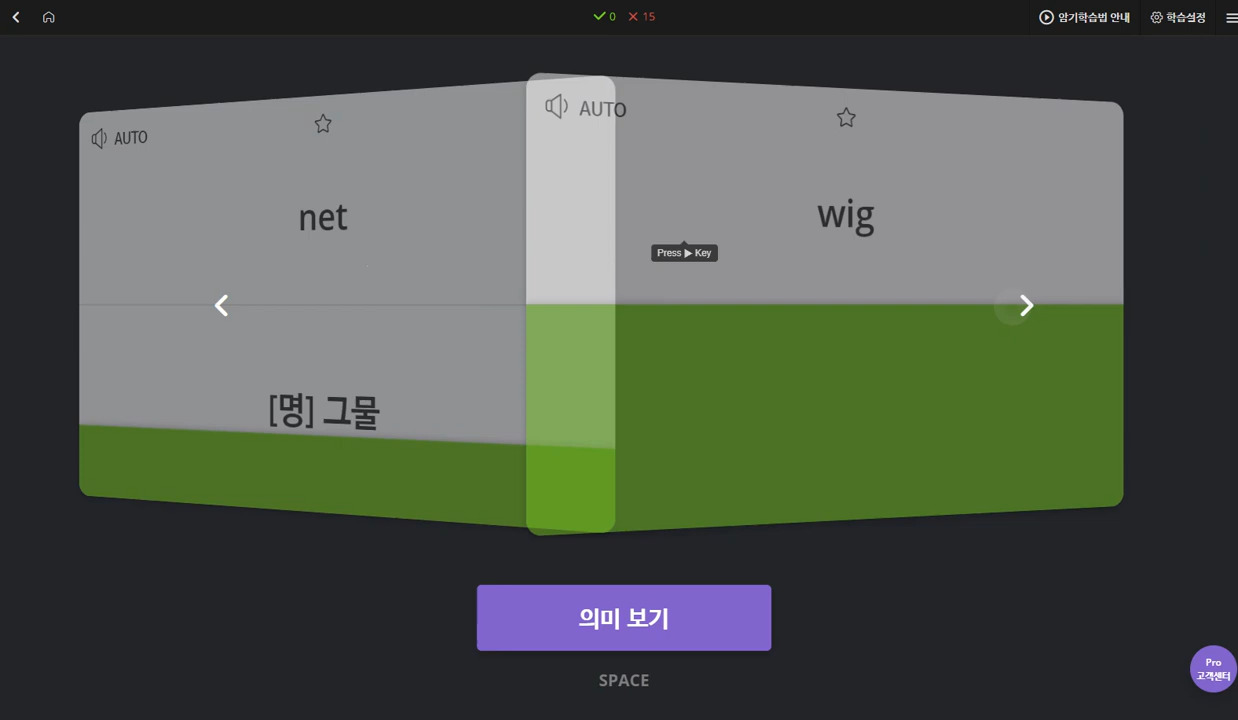 0 15
암기학습법 안내
학습설정
AUTO
net
[명] 그물
AUTO
wig
Press ▶ Key
의미 보기
SPACE
Pro
고객센터